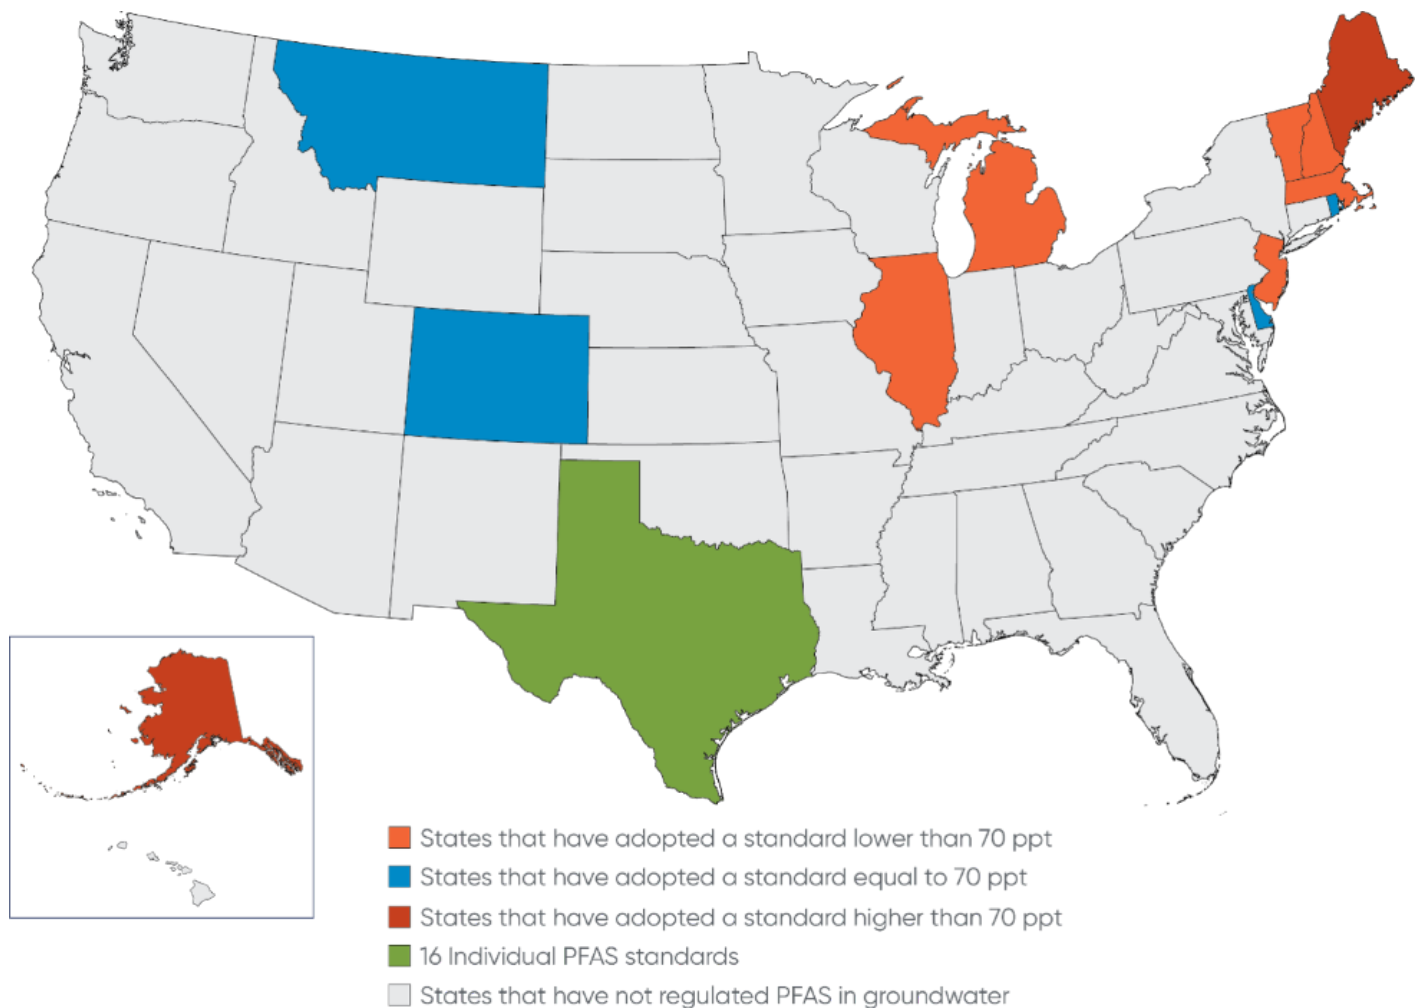 States that have adopted a standard lower than 70 ppt
States that have adopted a standard equal to 70 ppt
States that have adopted a standard higher than 70 ppt
16 Individual PFAS standards
States that have not regulated PFAS in groundwater